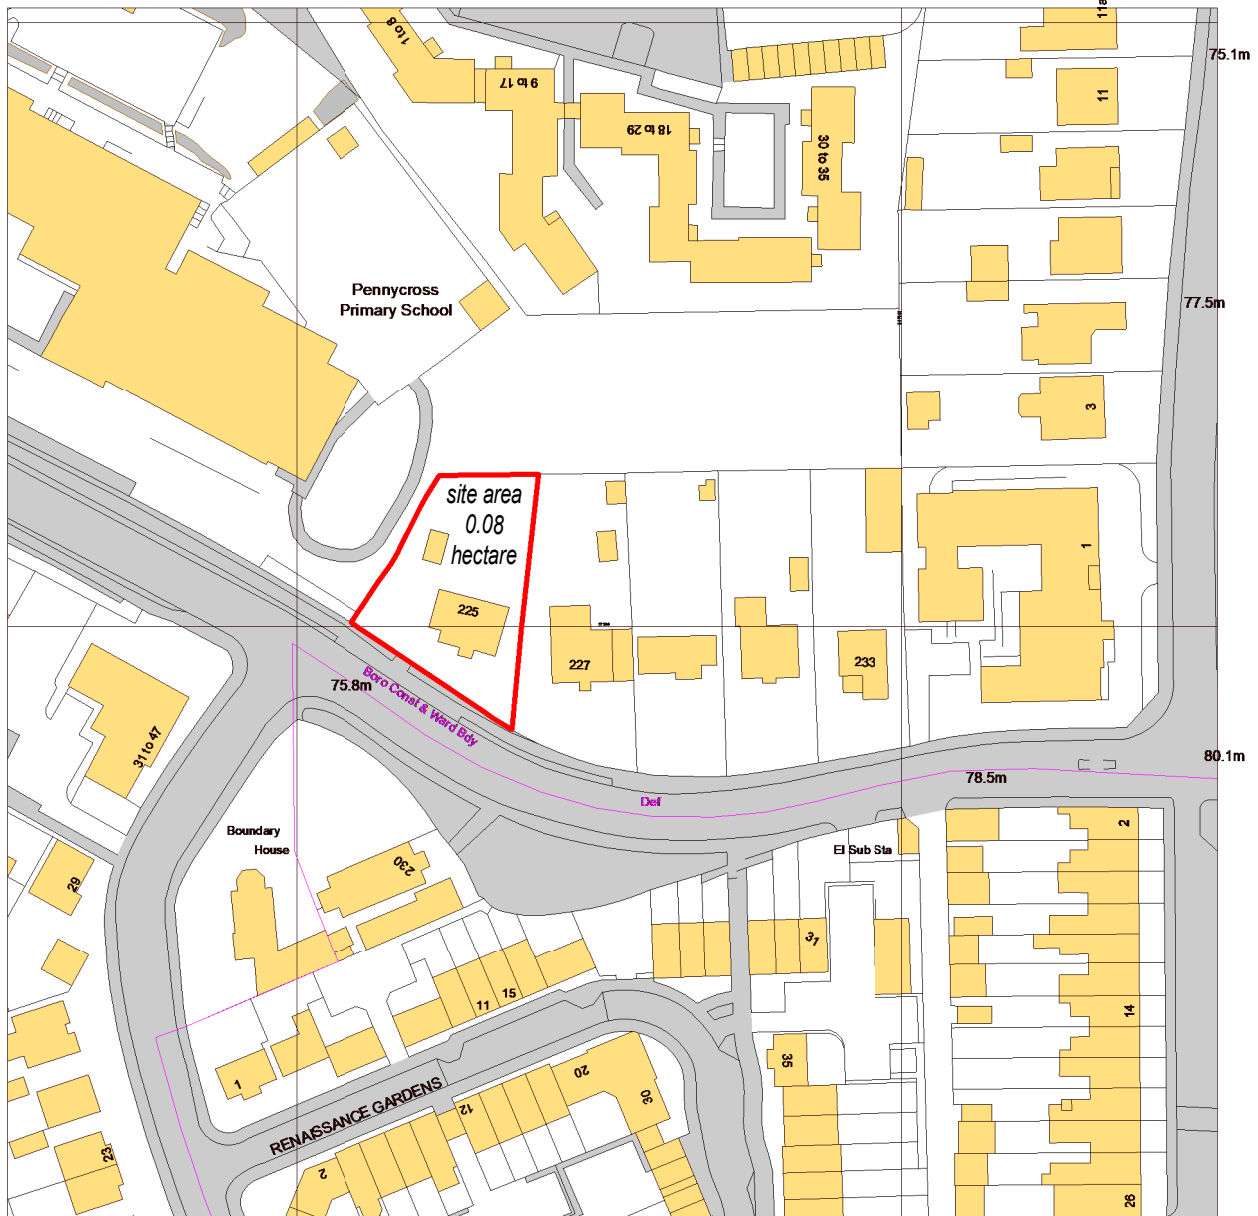 11a
75.1m
1 to 8
9 to 17
18 to 29
30 to 35
11
Pennycross
Primary School
77.5m
3
site area
0.08
hectare
225
1
227
233
75.8m
Boro Const & Ward Bdy
31 to 47
80.1m
78.5m
Def
2
Boundary
House
El Sub Sta
230
29
31
11
15
14
35
1
20
30
12
RENAISSANCE GARDENS
23
2
26